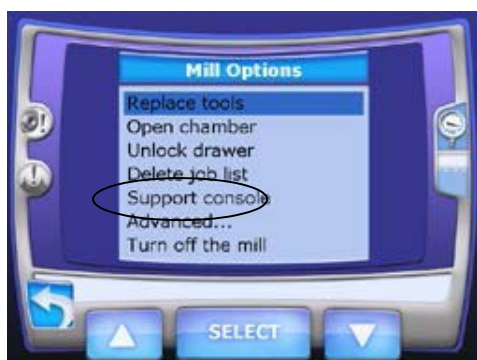 Mill Options
Replace tools
Open chamber
Unlock drawer
Delete job list
Support console
Advanced...
Turn off the mill
SELECT